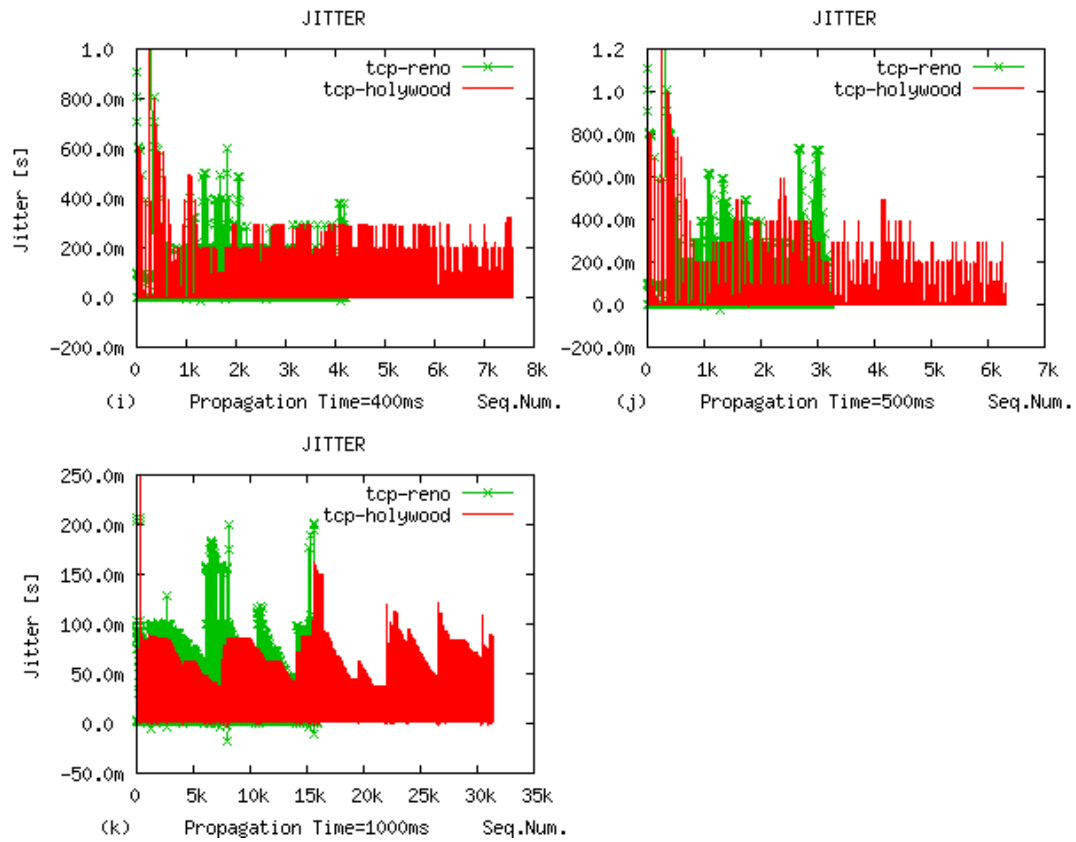 JITTER
tcp-reno
tcp-holywood
Jitter [s]
1.0
800.0m
600.0m
400.0m
200.0m
0.0
-200.0m
0 1k 2k 3k 4k 5k 6k 7k 8k
(i) Propagation Time=400ms Seq.Num.
JITTER
tcp-reno
tcp-holywood
1.2
1.0
800.0m
600.0m
400.0m
200.0m
0.0
-200.0m
0 1k 2k 3k 4k 5k 6k 7k
(j) Propagation Time=500ms Seq.Num.
JITTER
tcp-reno
tcp-holywood
Jitter [s]
250.0m
200.0m
150.0m
100.0m
50.0m
0.0
-50.0m
0 5k 10k 15k 20k 25k 30k 35k
(k) Propagation Time=1000ms Seq.Num.